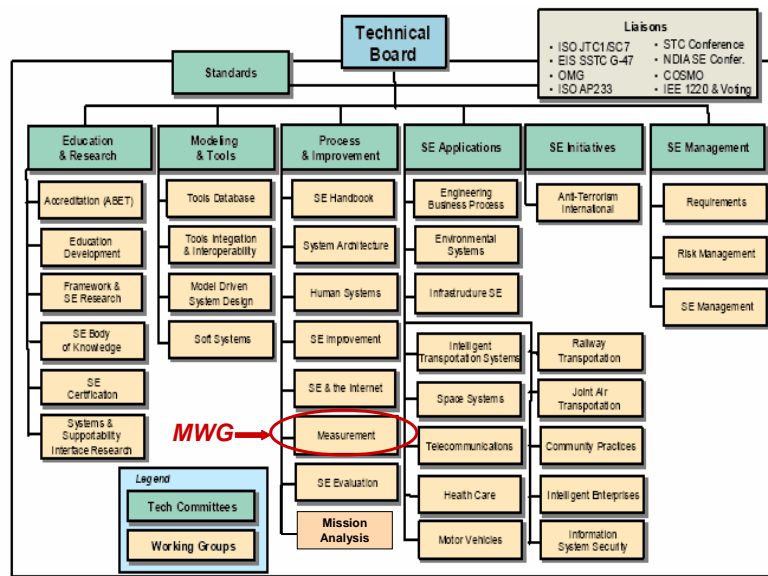 Technical
Board
Standards
Liaisons
• ISO JTC1/SC7
• EIS SSTC G-47
• OMG
• ISO AP233
• STC Conference
• NDIA SE Confer.
• COSMO
• IEE 1220 & Voting
Education
& Research
Modeling
& Tools
Process
& Improvement
SE Applications
SE Initiatives
SE Management
Accreditation (ABET)
Education
Development
Framework &
SE Research
SE Body
of Knowledge
SE
Certification
Systems &
Supportability
Interface Research
Tools Database
Tools Integration
& Interoperability
Model Driven
System Design
Soft Systems
SE Handbook
System Architecture
Human Systems
SE Improvement
SE & the Internet
MWG
Measurement
SE Evaluation
Mission
Analysis
Engineering
Business Process
Environmental
Systems
Infrastructure SE
Intelligent
Transportation Systems
Space Systems
Telecommunications
Health Care
Motor Vehicles
Anti-Terrorism
International
Railway
Transportation
Joint Air
Transportation
Community Practices
Intelligent Enterprises
Information
System Security
Requirements
Risk Management
SE Management
Legend
Tech Committees
Working Groups